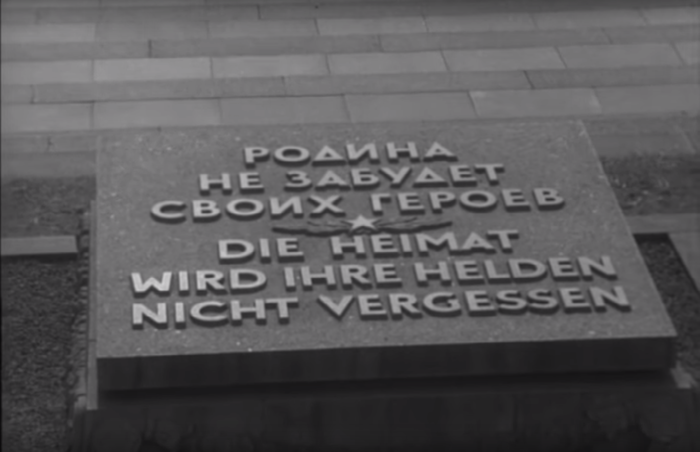 РОДИНА
НЕ ЗАБУДЕТ
СВОИХ ГЕРОЕВ
DIE HEIMAT
WIRD IHRE HELDEN
NICHT VERGESSEN